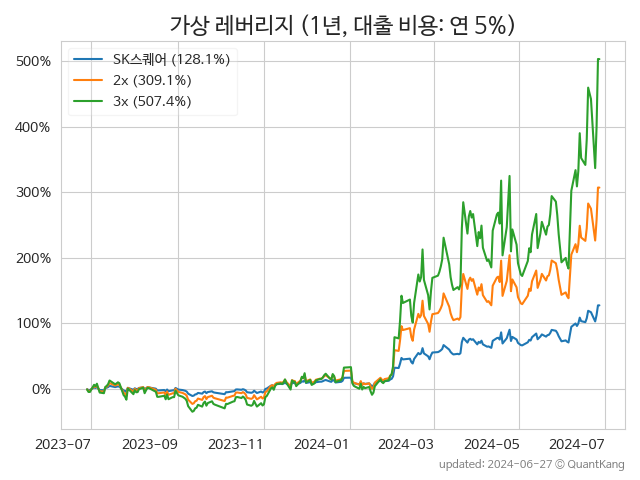 가상 레버리지 (1년, 대출 비용: 연 5%)
SK스퀘어 (128.1%)
2x (309.1%)
3x (507.4%)
500%
400%
300%
200%
100%
0%
2023-07 2023-09 2023-11 2024-01 2024-03 2024-05 2024-07
updated: 2024-06-27 © QuantKang